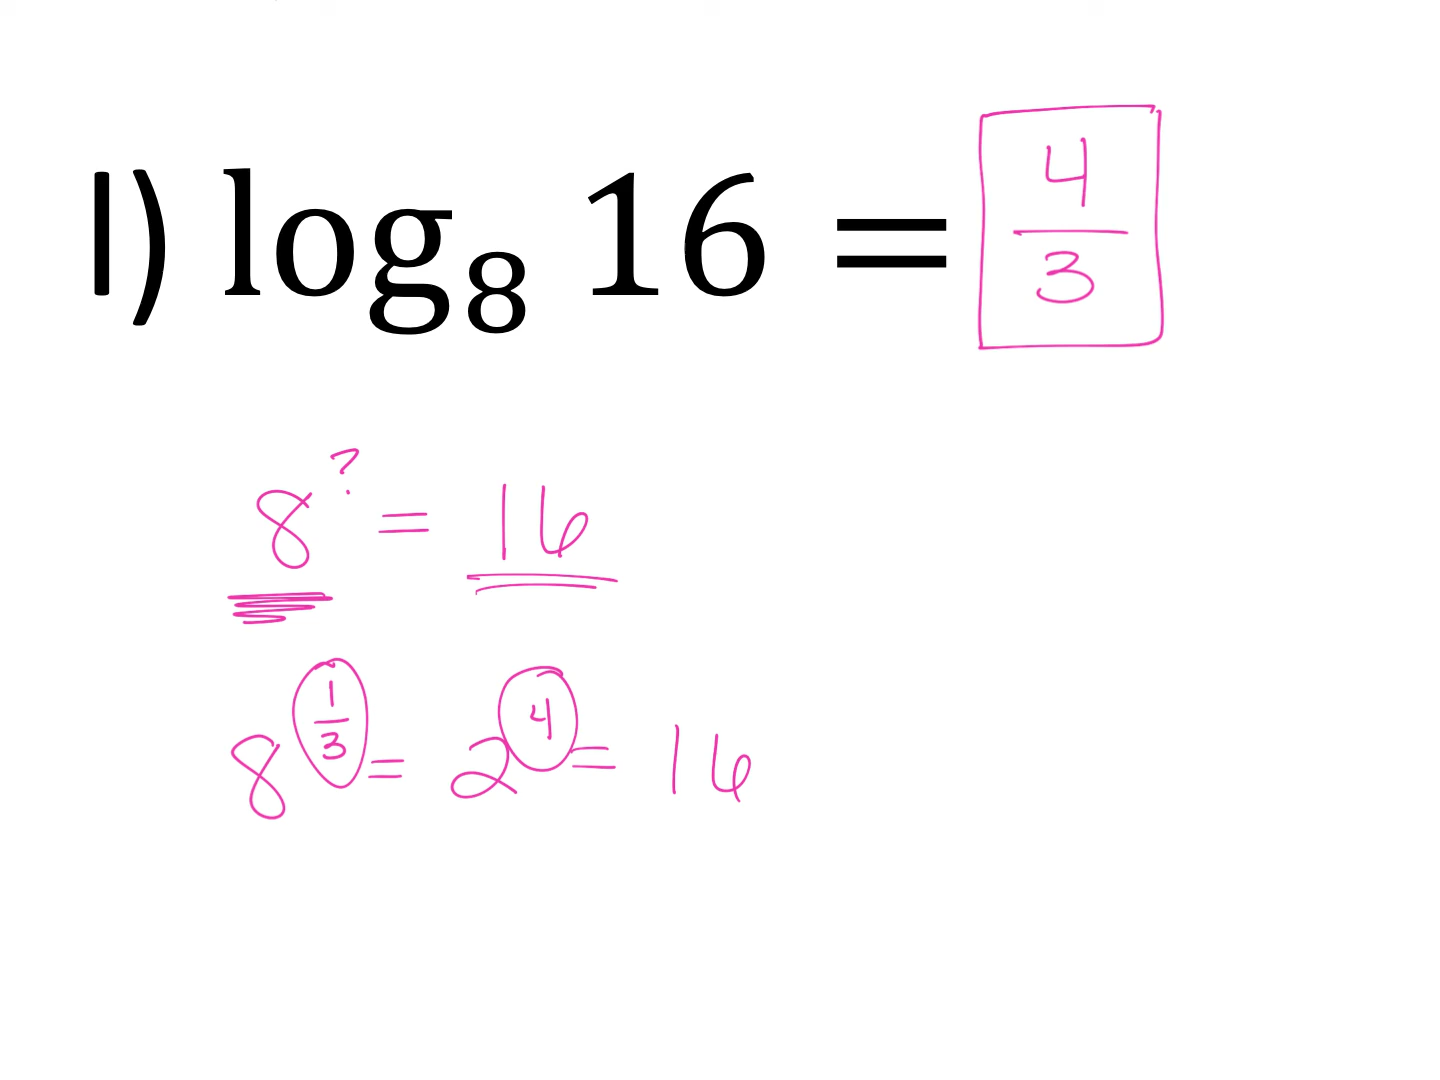 l) log₈ 16 = 4/3
8^? = 16
8^(1/3) = 2^4 = 16